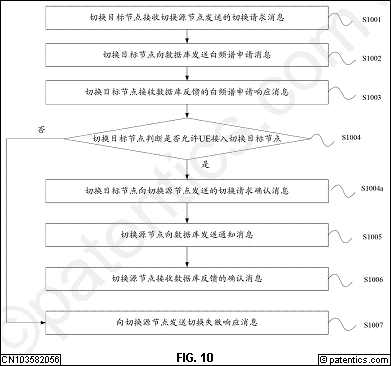 切换目标节点接收切换源节点发送的切换请求消息
S1001
切换目标节点向数据库发送白频谱申请消息
S1002
切换目标节点接收数据库反馈的白频谱申请响应消息
S1003
否
切换目标节点判断是否允许UE接入切换目标节点
S1004
是
切换目标节点向切换源节点发送的切换请求确认消息
S1004a
切换源节点向数据库发送通知消息
S1005
切换源节点接收数据库反馈的确认消息
S1006
向切换源节点发送切换失败响应消息
S1007
©patentics.com
CN103582056
FIG. 10
© patentics.com